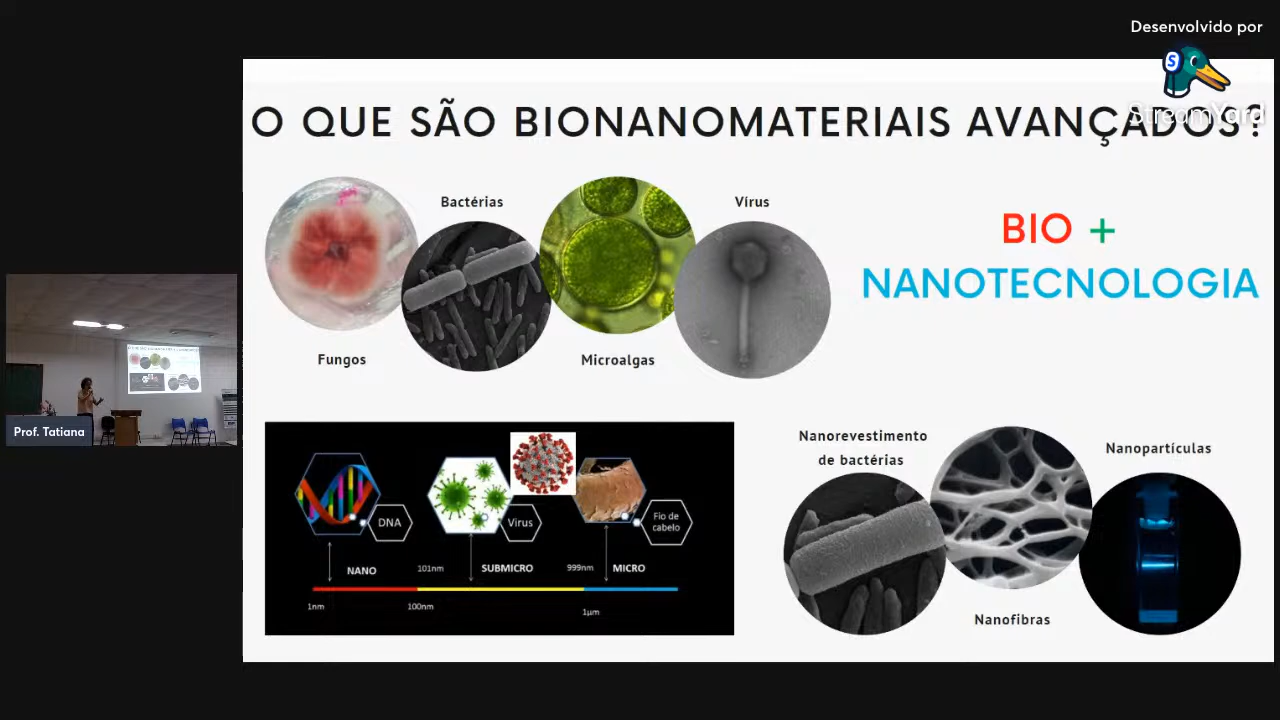 Desenvolvido por
StreamYard
O QUE SÃO BIONANOMATERIAIS AVANÇADOS?
Bactérias
Vírus
Fungos
Microalgas
BIO +
NANOTECNOLOGIA
Prof. Tatiana
DNA
Vírus
Fio de
cabelo
NANO
101nm
SUBMICRO
999nm
MICRO
1nm
100nm
1µm
Nanorevestimento
de bactérias
Nanopartículas
Nanofibras